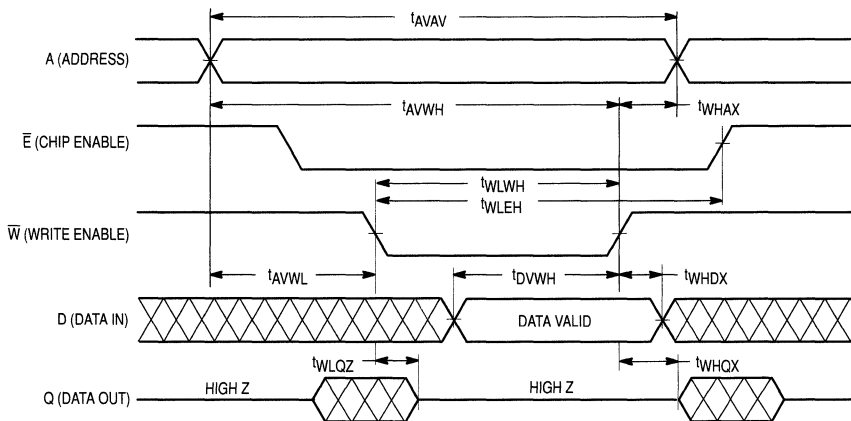 tAVAV
A (ADDRESS)
tAVWH
tWHAX
E̅ (CHIP ENABLE)
tWLWH
tWLEH
W̅ (WRITE ENABLE)
tAVWL
tDVWH
tWHDX
D (DATA IN)
DATA VALID
tWLQZ
tWHQX
Q (DATA OUT)
HIGH Z
HIGH Z